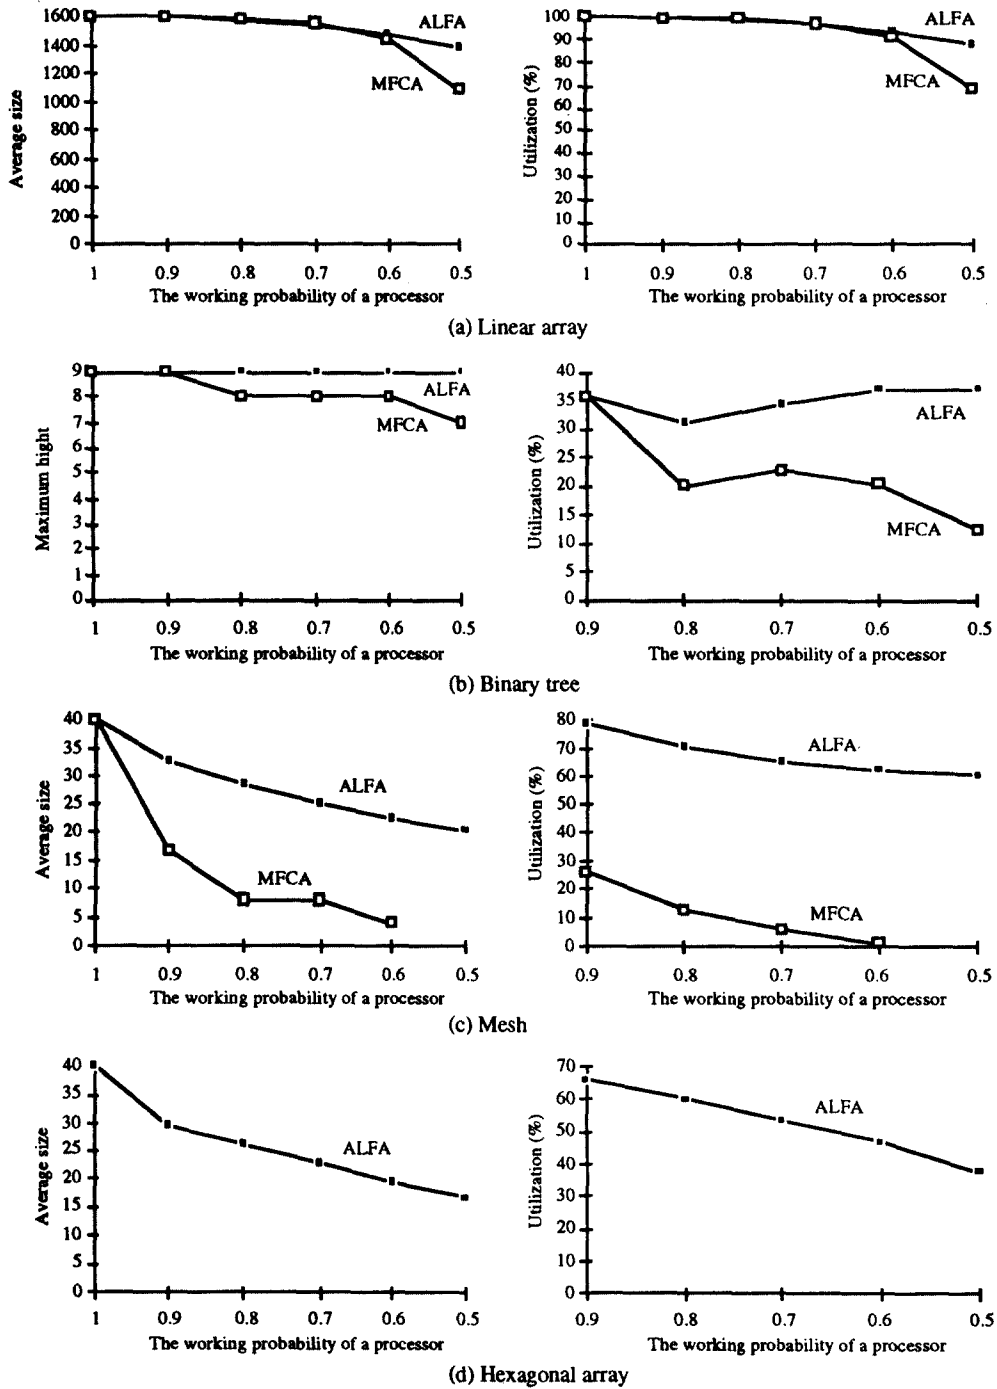 1600
1400
1200
1000
800
600
400
200
0
Average size
ALFA
MFCA
1 0.9 0.8 0.7 0.6 0.5
The working probability of a processor
100
90
80
70
60
50
40
30
20
10
0
Utilization (%)
ALFA
MFCA
1 0.9 0.8 0.7 0.6 0.5
The working probability of a processor
(a) Linear array
9
8
7
6
5
4
3
2
1
0
Maximum hight
ALFA
MFCA
1 0.9 0.8 0.7 0.6 0.5
The working probability of a processor
40
35
30
25
20
15
10
5
0
Utilization (%)
ALFA
MFCA
0.9 0.8 0.7 0.6 0.5
The working probability of a processor
(b) Binary tree
40
35
30
25
20
15
10
5
0
Average size
ALFA
MFCA
1 0.9 0.8 0.7 0.6 0.5
The working probability of a processor
80
70
60
50
40
30
20
10
0
Utilization (%)
ALFA
MFCA
0.9 0.8 0.7 0.6 0.5
The working probability of a processor
(c) Mesh
40
35
30
25
20
15
10
5
0
Average size
ALFA
1 0.9 0.8 0.7 0.6 0.5
The working probability of a processor
70
60
50
40
30
20
10
0
Utilization (%)
ALFA
0.9 0.8 0.7 0.6 0.5
The working probability of a processor
(d) Hexagonal array